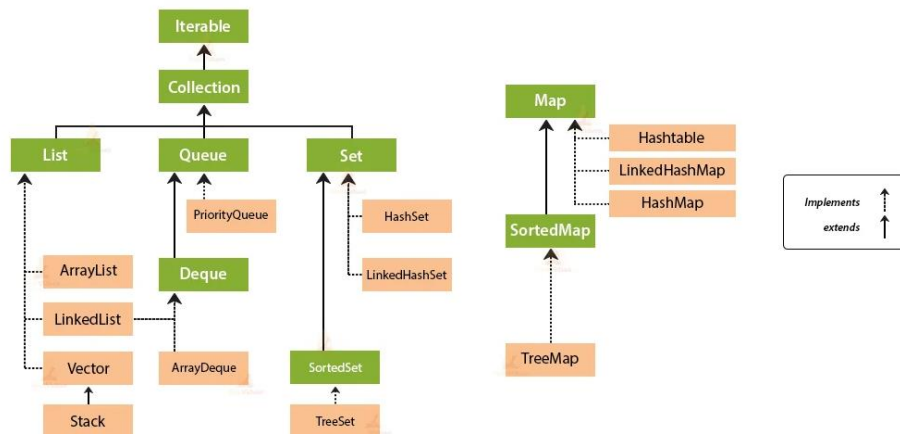 Iterable
Collection
Map
List
Queue
Set
Hashtable
LinkedHashMap
HashMap
PriorityQueue
HashSet
Implements
extends
SortedMap
ArrayList
Deque
LinkedHashSet
LinkedList
Vector
ArrayDeque
SortedSet
TreeMap
Stack
TreeSet